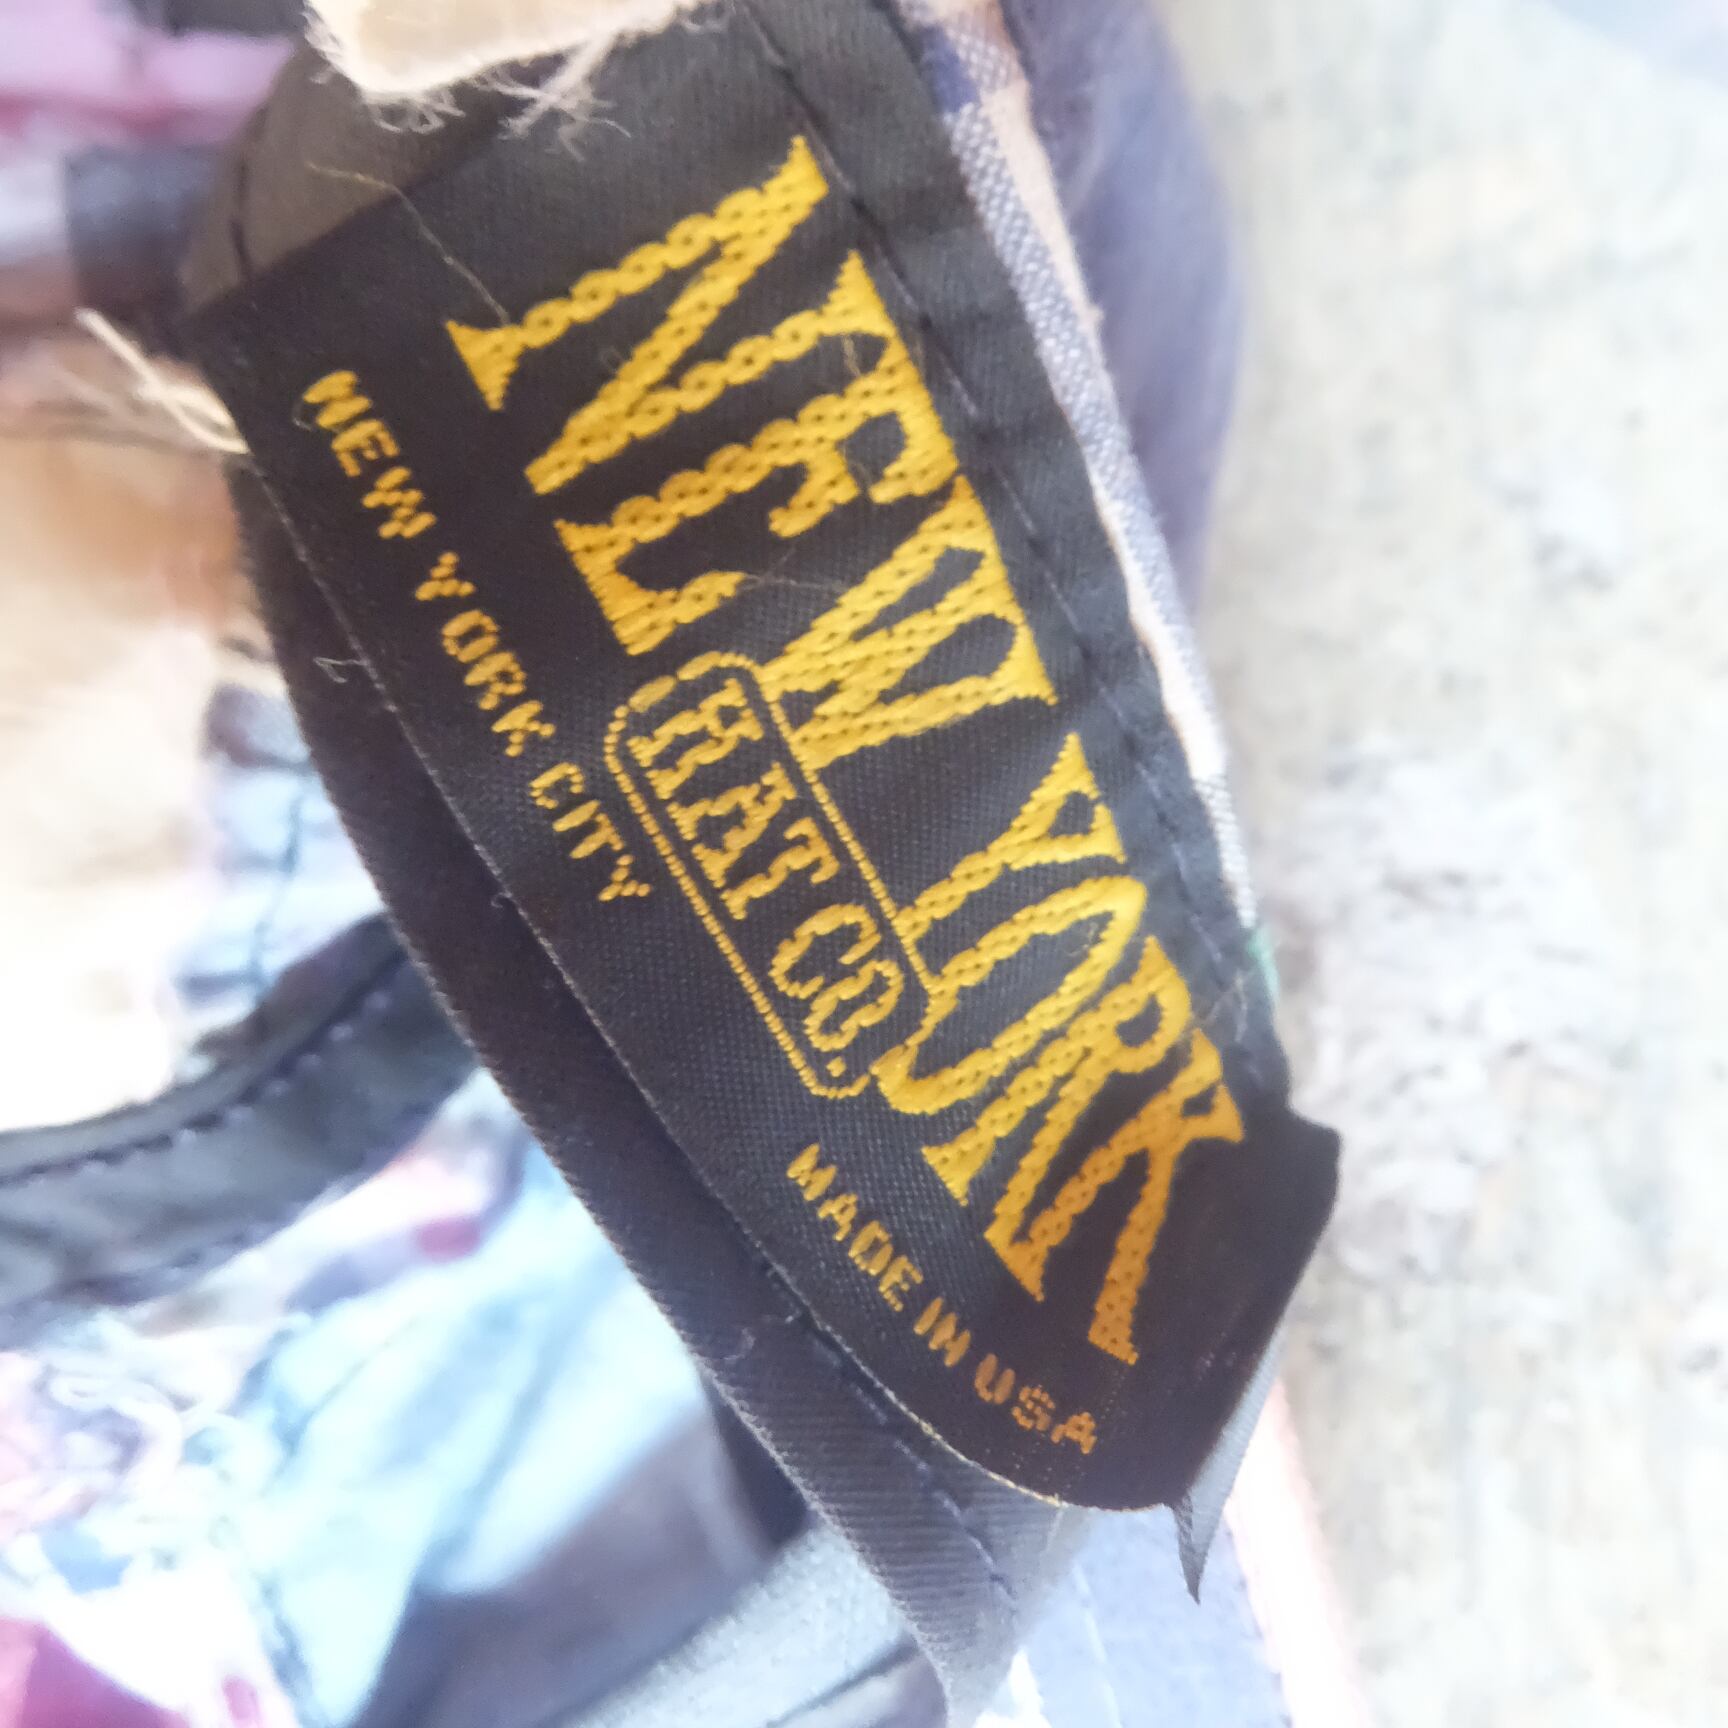 NEW YORK
HAT CO.
NEW YORK CITY MADE IN USA